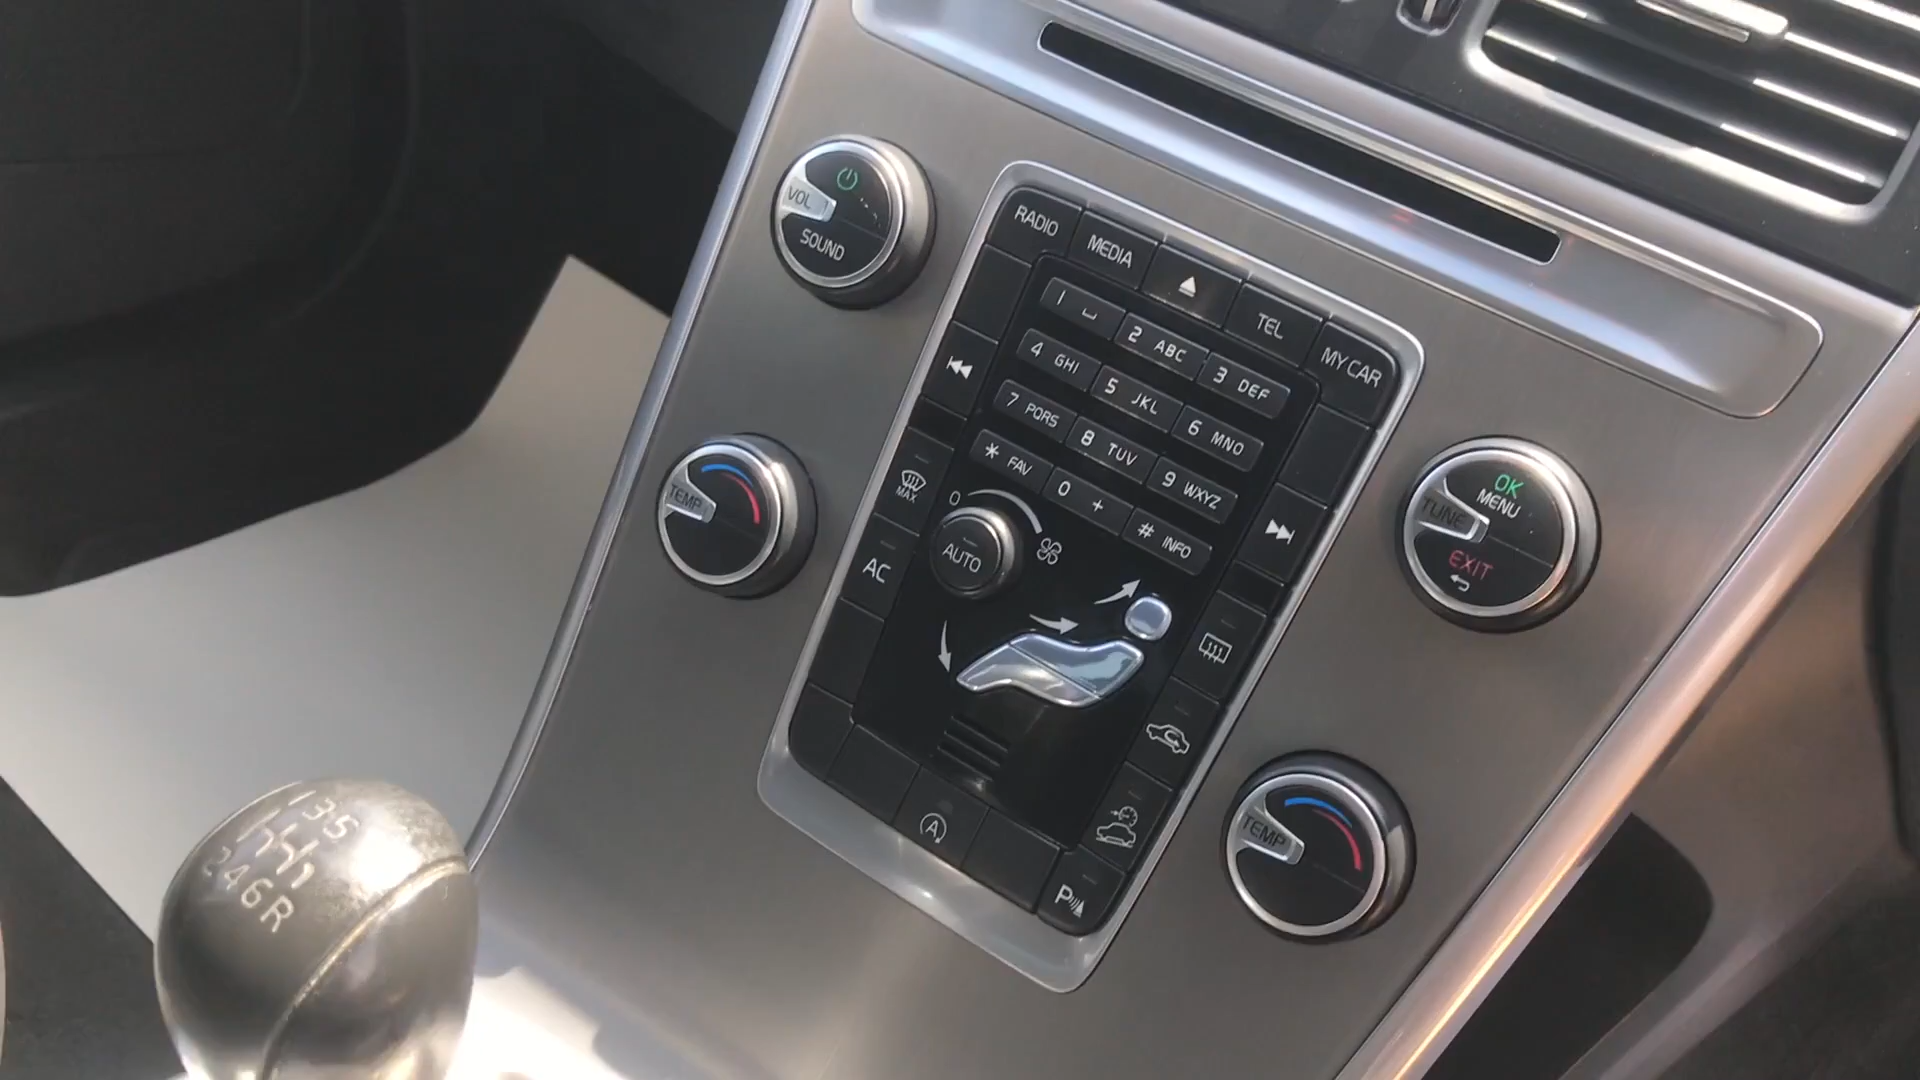 VOL
SOUND
RADIO
MEDIA
TEL
MY CAR
1
2 ABC
3 DEF
4 GHI
5 JKL
6 MNO
7 PQRS
8 TUV
9 WXYZ
* FAV
0 +
# INFO
TEMP
MAX
0
AUTO
AC
OK
MENU
TUNE
EXIT
TEMP
A
P
1 3 5
2 4 6 R